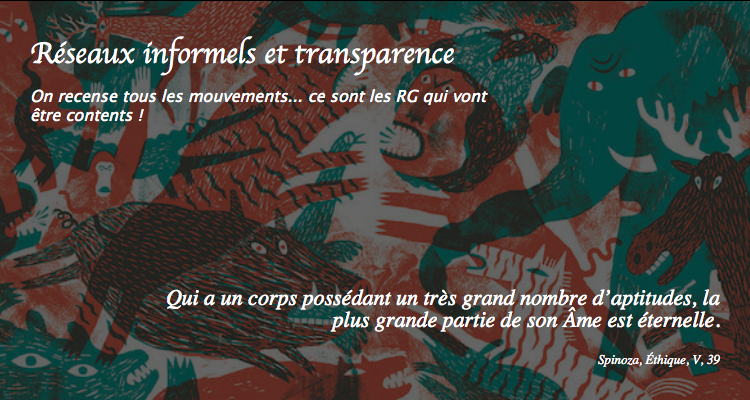 Réseaux informels et transparence
On recense tous les mouvements... ce sont les RG qui vont
être contents !
Qui a un corps possédant un très grand nombre d'aptitudes, la
plus grande partie de son Âme est éternelle.
Spinoza, Éthique, V, 39